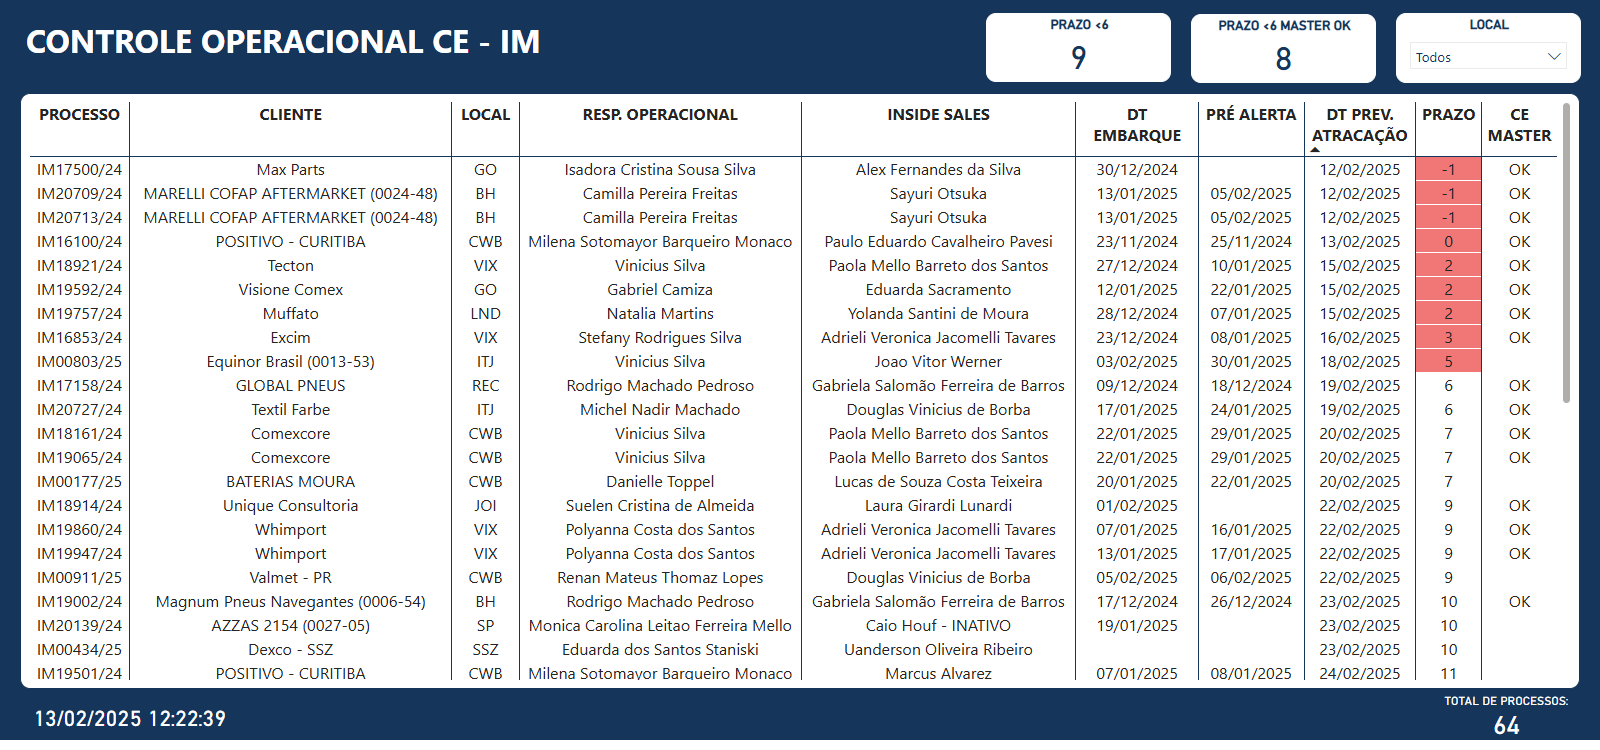 CONTROLE OPERACIONAL CE - IM
PRAZO <6
9
PRAZO <6 MASTER OK
8
LOCAL
Todos
PROCESSO CLIENTE LOCAL RESP. OPERACIONAL INSIDE SALES DT EMBARQUE PRÉ ALERTA DT PREV. ATRACAÇÃO PRAZO CE MASTER
IM17500/24 Max Parts GO Isadora Cristina Sousa Silva Alex Fernandes da Silva 30/12/2024 12/02/2025 -1 OK
IM20709/24 MARELLI COFAP AFTERMARKET (0024-48) BH Camilla Pereira Freitas Sayuri Otsuka 13/01/2025 05/02/2025 12/02/2025 -1 OK
IM20713/24 MARELLI COFAP AFTERMARKET (0024-48) BH Camilla Pereira Freitas Sayuri Otsuka 13/01/2025 05/02/2025 12/02/2025 -1 OK
IM16100/24 POSITIVO - CURITIBA CWB Milena Sotomayor Barqueiro Monaco Paulo Eduardo Cavalheiro Pavesi 23/11/2024 25/11/2024 13/02/2025 0 OK
IM18921/24 Tecton VIX Vinicius Silva Paola Mello Barreto dos Santos 27/12/2024 10/01/2025 15/02/2025 2 OK
IM19592/24 Visione Comex GO Gabriel Camiza Eduarda Sacramento 12/01/2025 22/01/2025 15/02/2025 2 OK
IM19757/24 Muffato LND Natalia Martins Yolanda Santini de Moura 28/12/2024 07/01/2025 15/02/2025 2 OK
IM16853/24 Excim VIX Stefany Rodrigues Silva Adrieli Veronica Jacomelli Tavares 23/12/2024 08/01/2025 16/02/2025 3 OK
IM00803/25 Equinor Brasil (0013-53) ITJ Vinicius Silva Joao Vitor Werner 03/02/2025 30/01/2025 18/02/2025 5
IM17158/24 GLOBAL PNEUS REC Rodrigo Machado Pedroso Gabriela Salomão Ferreira de Barros 09/12/2024 18/12/2024 19/02/2025 6 OK
IM20727/24 Textil Farbe ITJ Michel Nadir Machado Douglas Vinicius de Borba 17/01/2025 24/01/2025 19/02/2025 6 OK
IM18161/24 Comexcore CWB Vinicius Silva Paola Mello Barreto dos Santos 22/01/2025 29/01/2025 20/02/2025 7 OK
IM19065/24 Comexcore CWB Vinicius Silva Paola Mello Barreto dos Santos 22/01/2025 29/01/2025 20/02/2025 7 OK
IM00177/25 BATERIAS MOURA CWB Danielle Toppel Lucas de Souza Costa Teixeira 20/01/2025 22/01/2025 20/02/2025 7
IM18914/24 Unique Consultoria JOI Suelen Cristina de Almeida Laura Girardi Lunardi 01/02/2025 22/02/2025 9 OK
IM19860/24 Whimport VIX Polyanna Costa dos Santos Adrieli Veronica Jacomelli Tavares 07/01/2025 16/01/2025 22/02/2025 9 OK
IM19947/24 Whimport VIX Polyanna Costa dos Santos Adrieli Veronica Jacomelli Tavares 13/01/2025 17/01/2025 22/02/2025 9 OK
IM00911/25 Valmet - PR CWB Renan Mateus Thomaz Lopes Douglas Vinicius de Borba 05/02/2025 06/02/2025 22/02/2025 9
IM19002/24 Magnum Pneus Navegantes (0006-54) BH Rodrigo Machado Pedroso Gabriela Salomão Ferreira de Barros 17/12/2024 26/12/2024 23/02/2025 10 OK
IM20139/24 AZZAS 2154 (0027-05) SP Monica Carolina Leitao Ferreira Mello Caio Houf - INATIVO 19/01/2025 23/02/2025 10
IM00434/25 Dexco - SSZ SSZ Eduarda dos Santos Staniski Uanderson Oliveira Ribeiro 23/02/2025 10
IM19501/24 POSITIVO - CURITIBA CWB Milena Sotomayor Barqueiro Monaco Marcus Alvarez 07/01/2025 08/01/2025 24/02/2025 11
13/02/2025 12:22:39
TOTAL DE PROCESSOS:
64